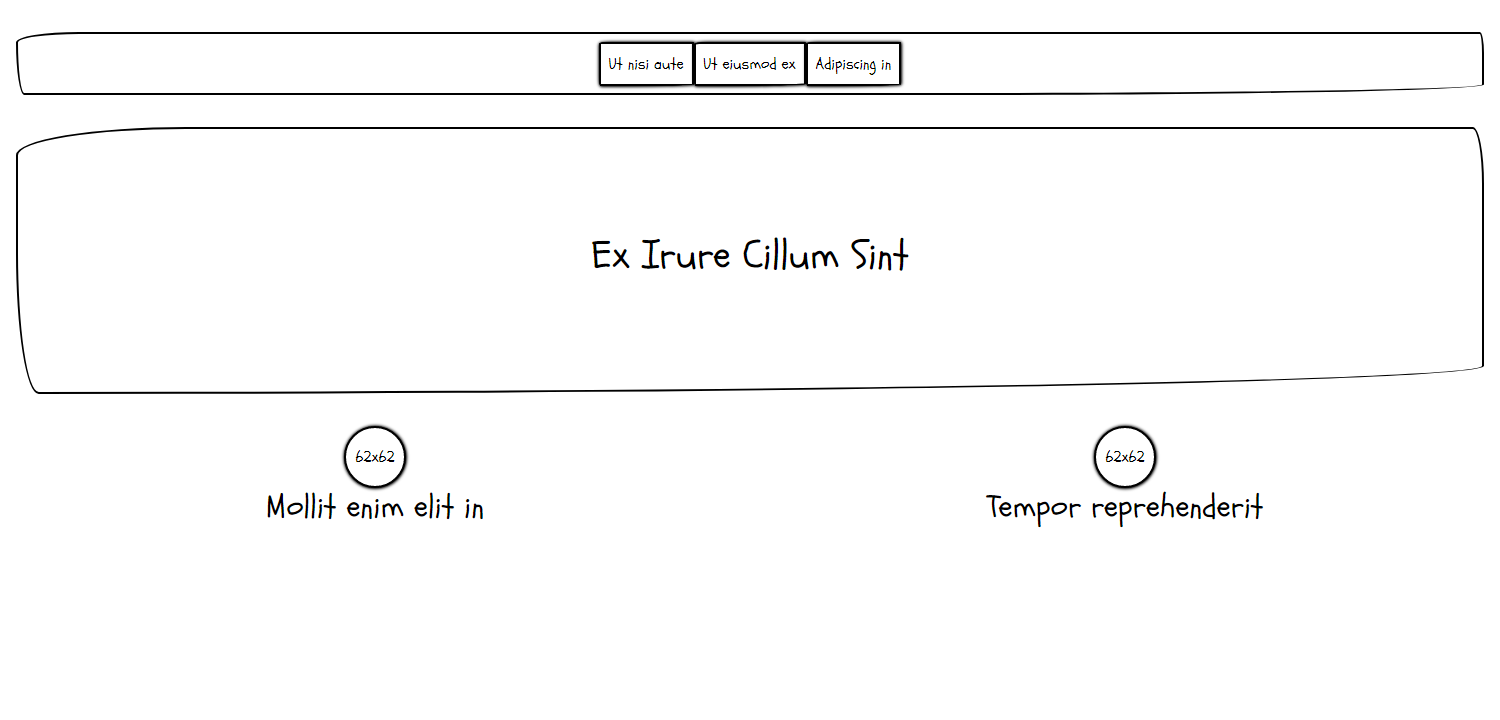 Ut nisi aute
Ut eiusmod ex
Adipiscing in
Ex Irure Cillum Sint
62x62
Mollit enim elit in
62x62
Tempor reprehenderit